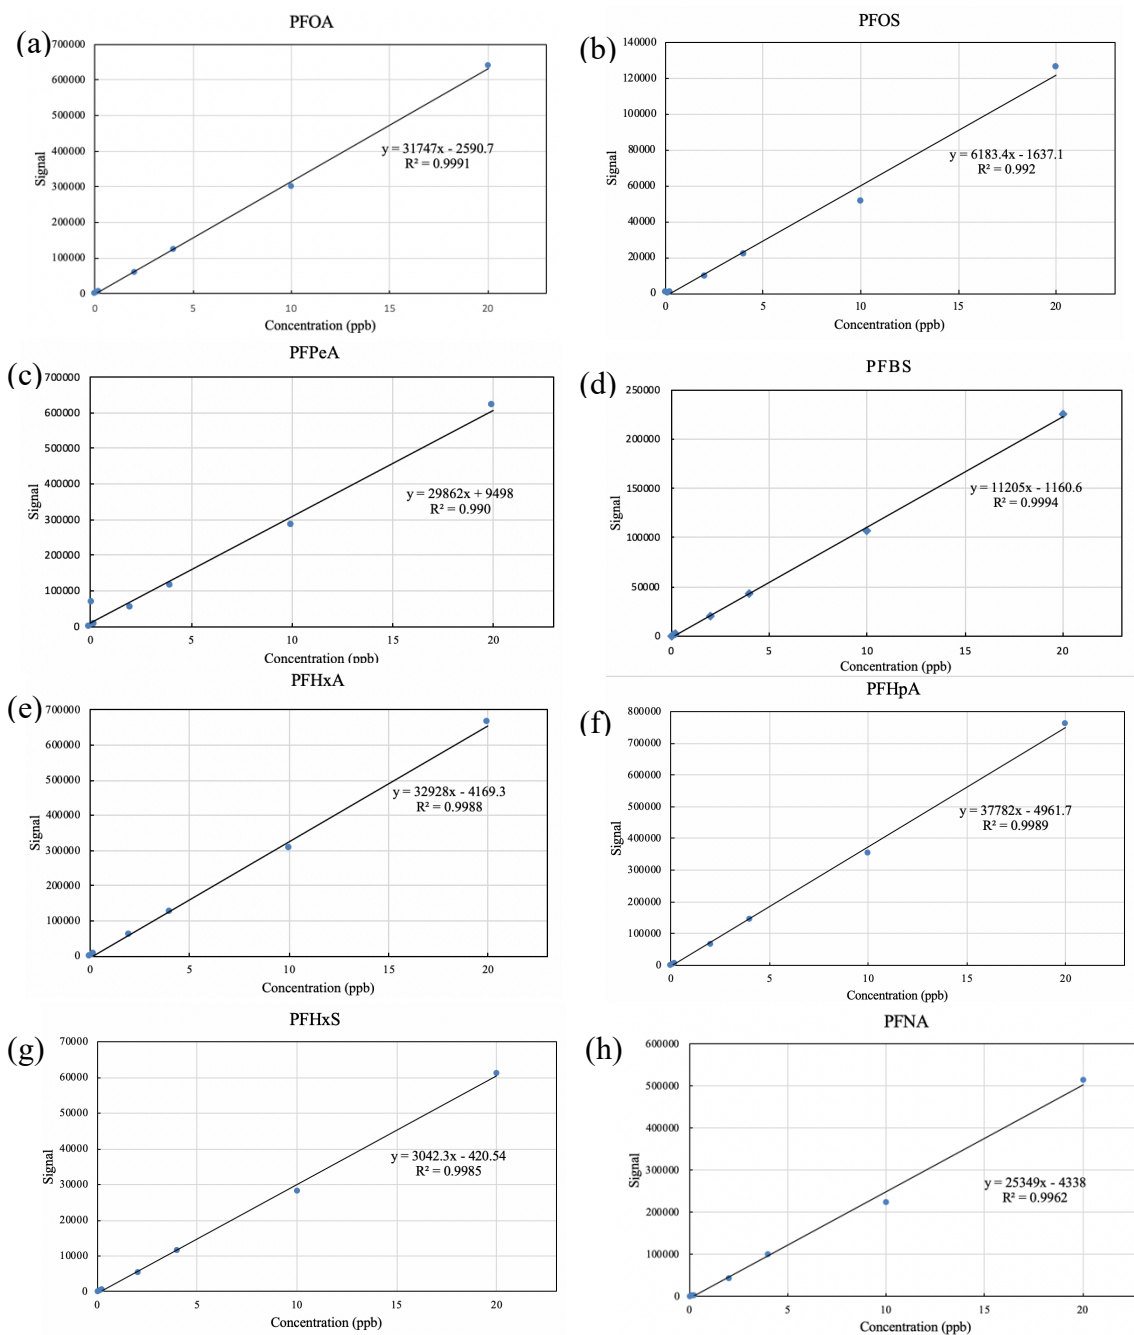 PFOA
(a)
700000
600000
500000
400000
300000
200000
100000
0
Signal
y = 31747x - 2590.7
R² = 0.9991
0 5 10 15 20
Concentration (ppb)
PFOS
(b)
140000
120000
100000
80000
60000
40000
20000
0
Signal
y = 6183.4x - 1637.1
R² = 0.992
0 5 10 15 20
Concentration (ppb)
PFPeA
(c)
700000
600000
500000
400000
300000
200000
100000
0
Signal
y = 29862x + 9498
R² = 0.990
0 5 10 15 20
Concentration (ppb)
PFBS
(d)
250000
200000
150000
100000
50000
0
Signal
y = 11205x - 1160.6
R² = 0.9994
0 5 10 15 20
Concentration (ppb)
PFHxA
(e)
700000
600000
500000
400000
300000
200000
100000
0
Signal
y = 32928x - 4169.3
R² = 0.9988
0 5 10 15 20
Concentration (ppb)
PFHpA
(f)
800000
700000
600000
500000
400000
300000
200000
100000
0
Signal
y = 37782x - 4961.7
R² = 0.9989
0 5 10 15 20
Concentration (ppb)
PFHxS
(g)
70000
60000
50000
40000
30000
20000
10000
0
Signal
y = 3042.3x - 420.54
R² = 0.9985
0 5 10 15 20
Concentration (ppb)
PFNA
(h)
600000
500000
400000
300000
200000
100000
0
Signal
y = 25349x - 4338
R² = 0.9962
0 5 10 15 20
Concentration (ppb)